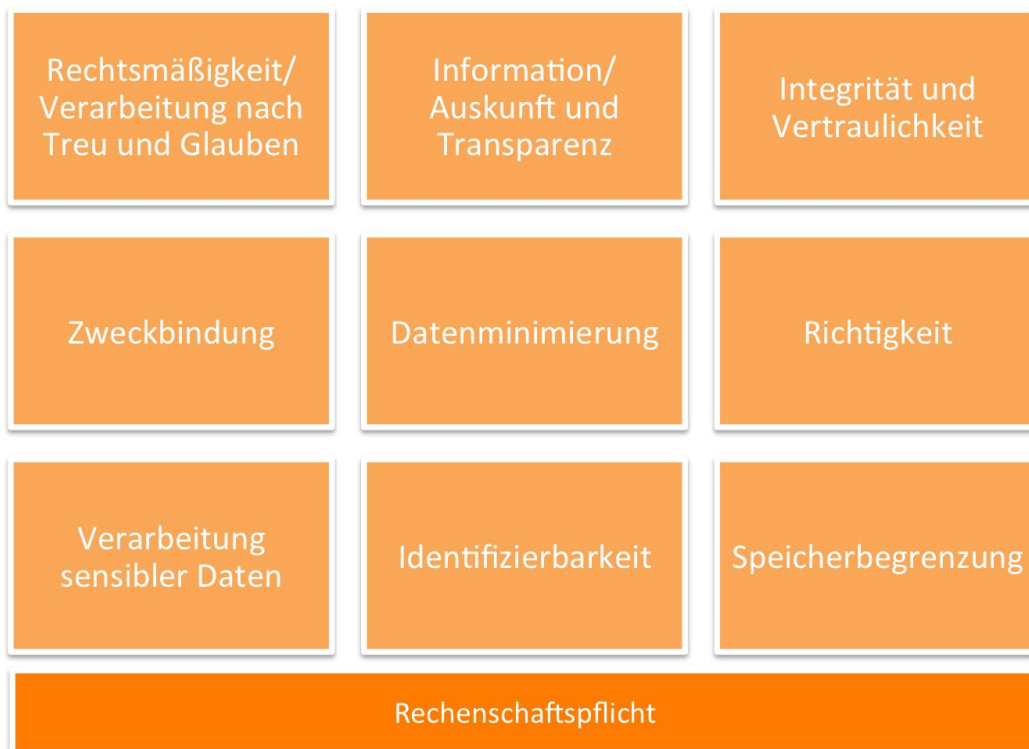 Rechtsmäßigkeit/
Verarbeitung nach
Treu und Glauben
Information/
Auskunft und
Transparenz
Integrität und
Vertraulichkeit
Zweckbindung
Datenminimierung
Richtigkeit
Verarbeitung
sensibler Daten
Identifizierbarkeit
Speicherbegrenzung
Rechenschaftspflicht